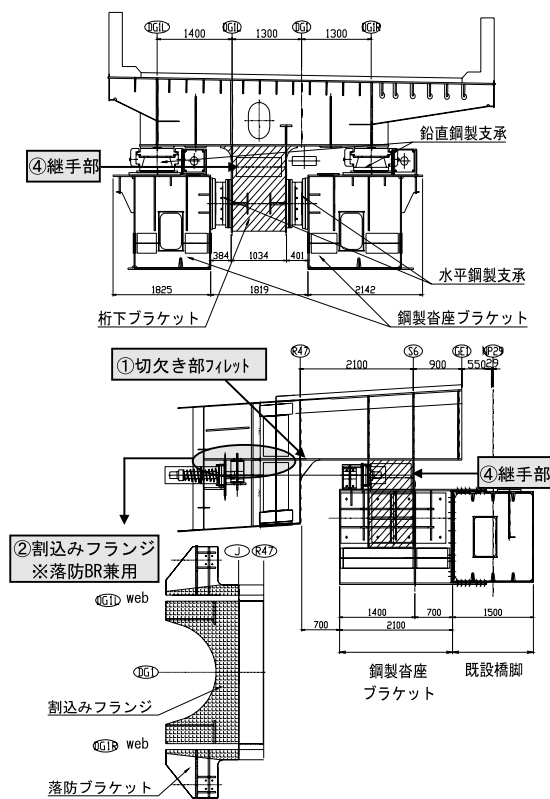 DG1L DG1L DG1 DG1R
1400 1300 1300
鉛直鋼製支承
④継手部
384 1034 401
水平鋼製支承
1825 1819 2142
桁下ブラケット 鋼製沓座ブラケット
①切欠き部フィレット
R47 S6 GE1 NP29
2100 900 550 29
④継手部
②割込みフランジ
※落防BR兼用
J R47
DG1L web
1400 700 1500
700 2100
DG1
鋼製沓座
ブラケット
既設橋脚
割込みフランジ
DG1R web
落防ブラケット